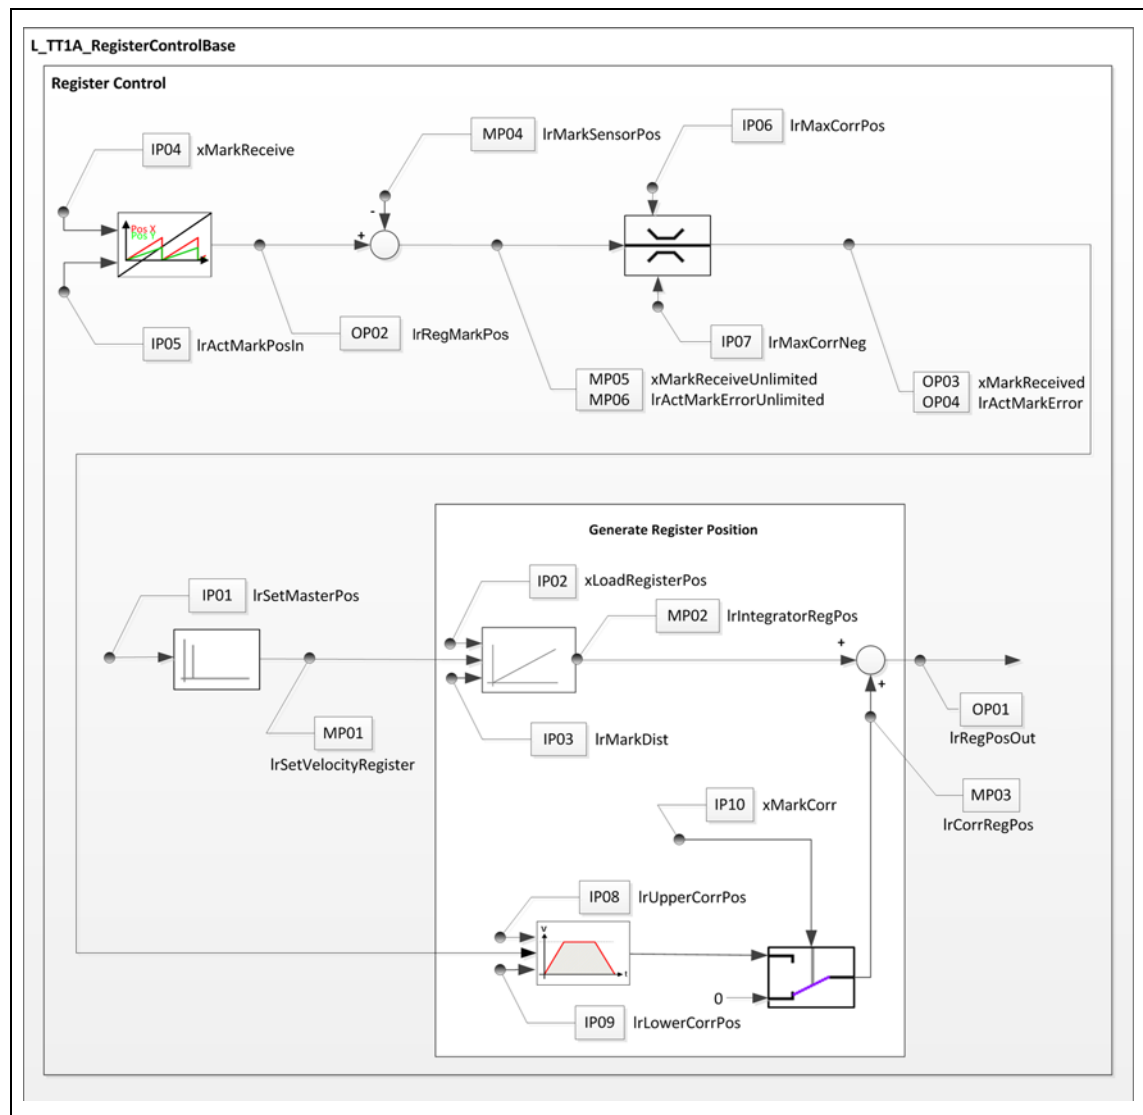 L_TT1A_RegisterControlBase
Register Control
IP04 xMarkReceive
MP04 lrMarkSensorPos
IP06 lrMaxCorrPos
Pos X
Pos Y
-
+
IP05 lrActMarkPosIn
OP02 lrRegMarkPos
IP07 lrMaxCorrNeg
MP05 xMarkReceiveUnlimited
MP06 lrActMarkErrorUnlimited
OP03 xMarkReceived
OP04 lrActMarkError
Generate Register Position
IP01 lrSetMasterPos
IP02 xLoadRegisterPos
MP02 lrIntegratorRegPos
+
+
OP01
lrRegPosOut
MP01
lrSetVelocityRegister
IP03 lrMarkDist
MP03
lrCorrRegPos
IP10 xMarkCorr
IP08 lrUpperCorrPos
V
t
0
IP09 lrLowerCorrPos